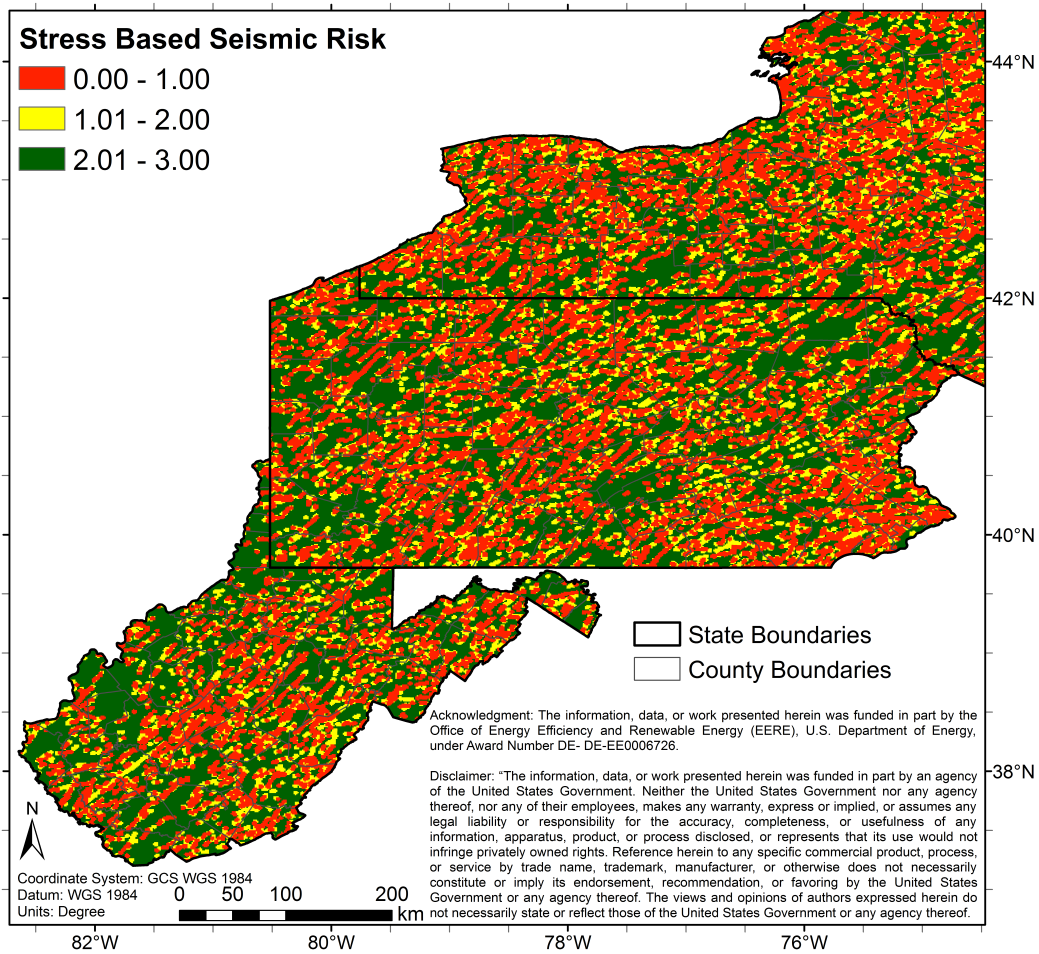 Stress Based Seismic Risk
0.00 - 1.00
1.01 - 2.00
2.01 - 3.00
44°N
42°N
40°N
38°N
State Boundaries
County Boundaries
Acknowledgment: The information, data, or work presented herein was funded in part by the
Office of Energy Efficiency and Renewable Energy (EERE), U.S. Department of Energy,
under Award Number DE- DE-EE0006726.
Disclaimer: “The information, data, or work presented herein was funded in part by an agency
of the United States Government. Neither the United States Government nor any agency
thereof, nor any of their employees, makes any warranty, express or implied, or assumes any
legal liability or responsibility for the accuracy, completeness, or usefulness of any
information, apparatus, product, or process disclosed, or represents that its use would not
infringe privately owned rights. Reference herein to any specific commercial product, process,
or service by trade name, trademark, manufacturer, or otherwise does not necessarily
constitute or imply its endorsement, recommendation, or favoring by the United States
Government or any agency thereof. The views and opinions of authors expressed herein do
not necessarily state or reflect those of the United States Government or any agency thereof.
N
Coordinate System: GCS WGS 1984
Datum: WGS 1984
Units: Degree
0 50 100 200
km
82°W 80°W 78°W 76°W